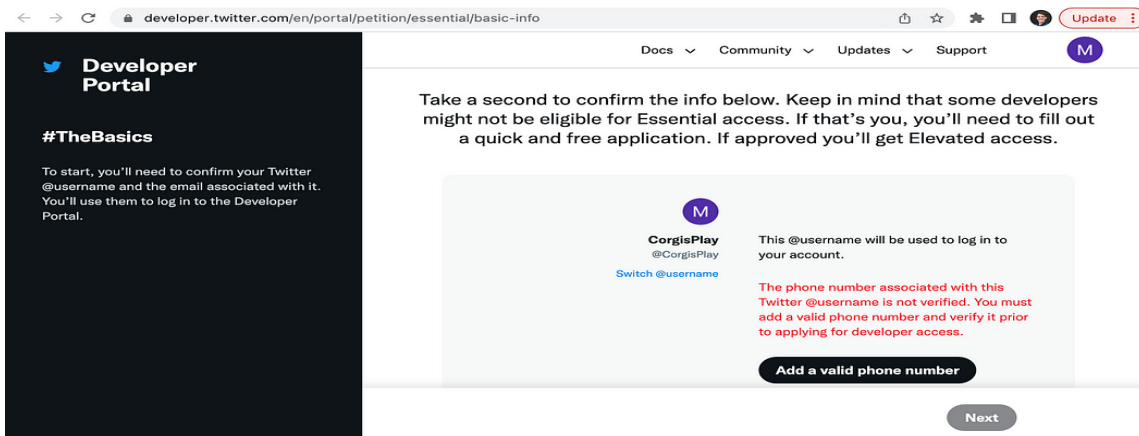 developer.twitter.com/en/portal/petition/essential/basic-info
Update
Developer
Portal
#TheBasics
To start, you'll need to confirm your Twitter
@username and the email associated with it.
You'll use them to log in to the Developer
Portal.
Docs
Community
Updates
Support
M
Take a second to confirm the info below. Keep in mind that some developers
might not be eligible for Essential access. If that's you, you'll need to fill out
a quick and free application. If approved you'll get Elevated access.
M
CorgisPlay
@CorgisPlay
Switch @username
This @username will be used to log in to
your account.
The phone number associated with this
Twitter @username is not verified. You must
add a valid phone number and verify it prior
to applying for developer access.
Add a valid phone number
Next